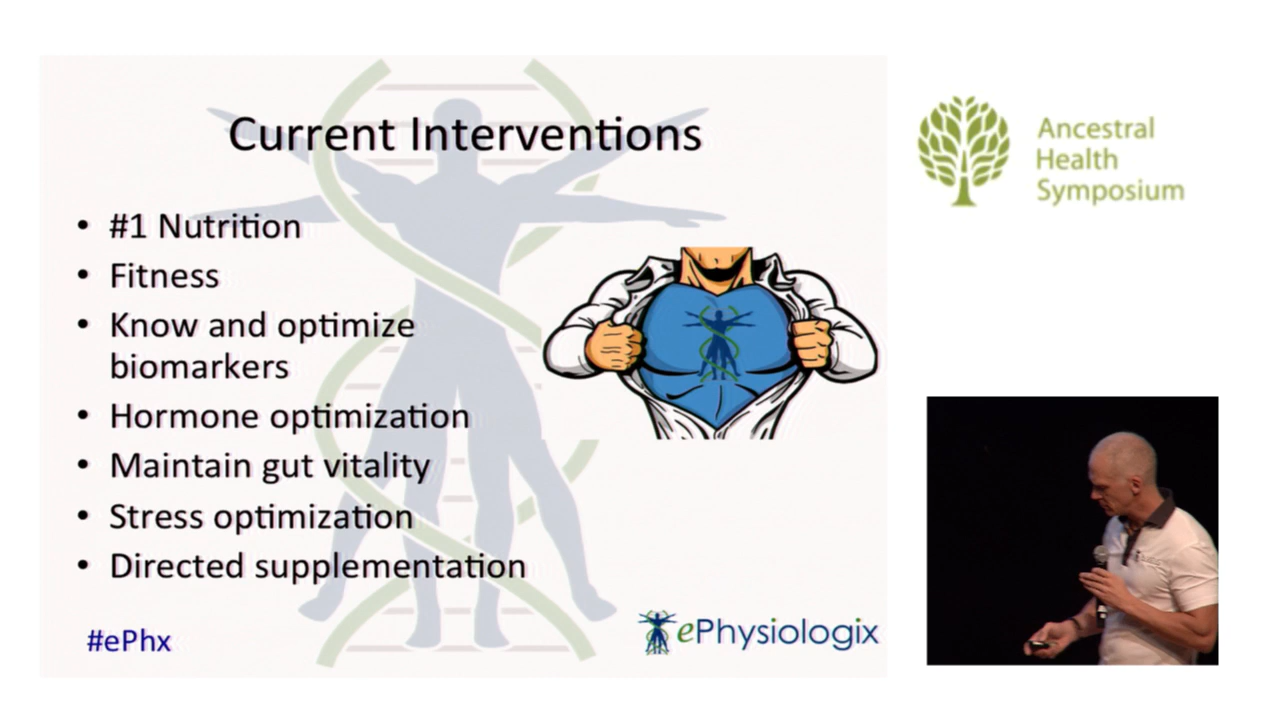 Current Interventions
• #1 Nutrition
• Fitness
• Know and optimize
biomarkers
• Hormone optimization
• Maintain gut vitality
• Stress optimization
• Directed supplementation
#ePhx
ePhysiologix
Ancestral
Health
Symposium